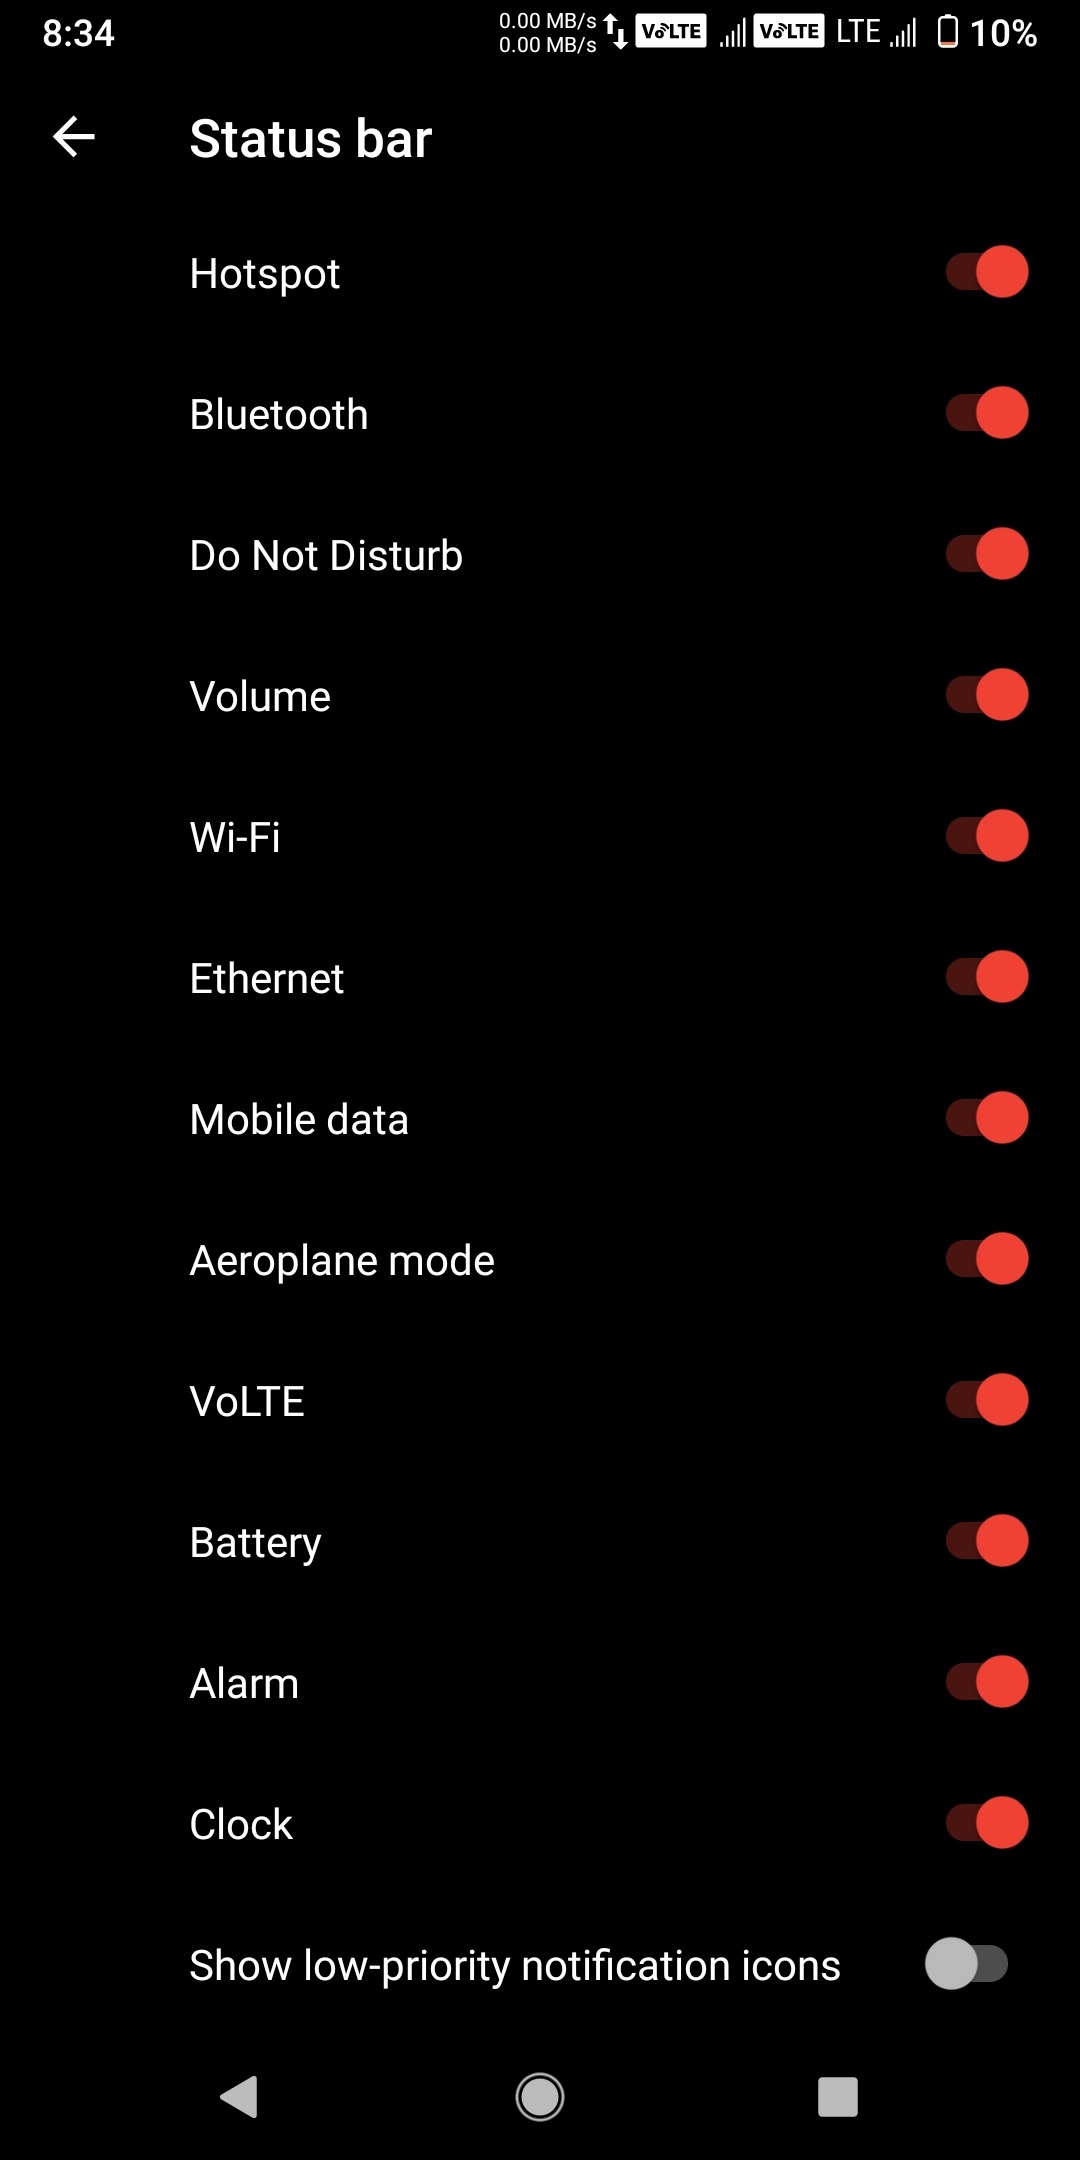 8:34
0.00 MB/s
0.00 MB/s
VoLTE VoLTE LTE 10%
Status bar
Hotspot
Bluetooth
Do Not Disturb
Volume
Wi-Fi
Ethernet
Mobile data
Aeroplane mode
VoLTE
Battery
Alarm
Clock
Show low-priority notification icons